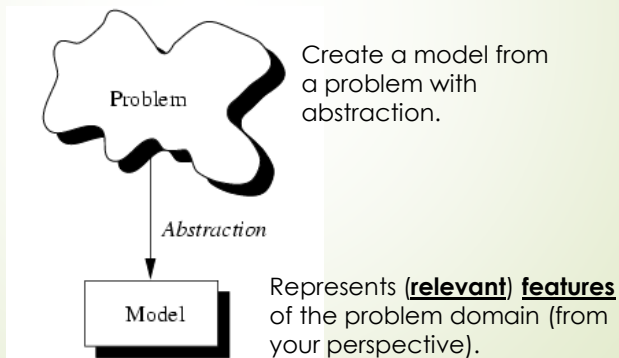 Create a model from
a problem with
abstraction.
Problem
Abstraction
Model
Represents (relevant) features
of the problem domain (from
your perspective).